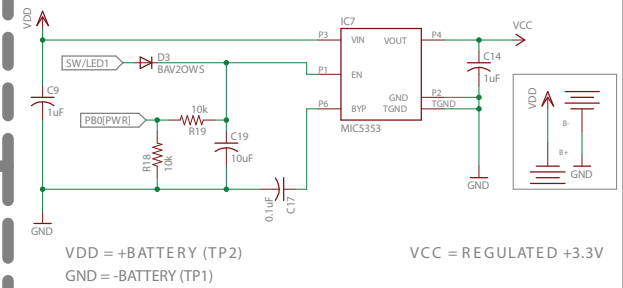 VDD
IC7
VCC
P3
VIN
VOUT
P4
SW/LED1
D3
BAV20WS
C14
1uF
P1
EN
C9
1uF
10k
R19
PB0[PWR]
P6
BYP
GND
TGND
P2
TGND
MIC5353
C19
10uF
R18
10k
0.1uF
C17
VDD
B-
B+
GND
GND
GND
VDD = +BATTERY (TP2)
VCC = REGULATED +3.3V
GND = -BATTERY (TP1)